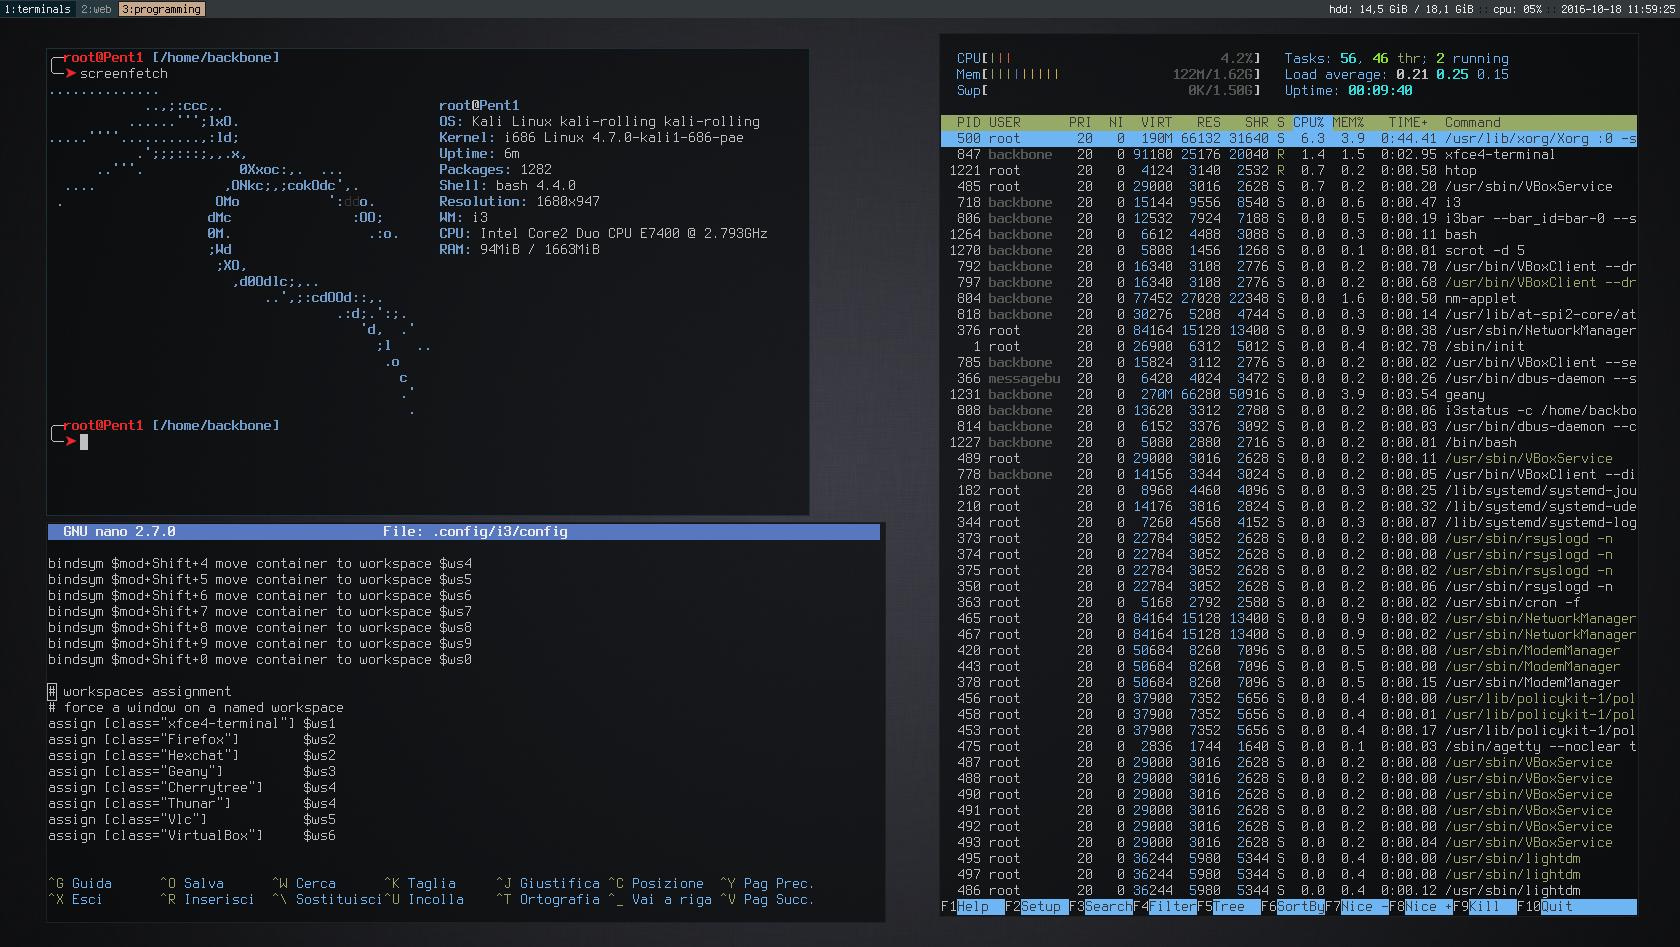 1:terminals 2:web 3:programming hdd: 14,5 GiB / 18,1 GiB cpu: 05% 2016-10-18 11:59:25
root@Pent1 [/home/backbone]
screenfetch
root@Pent1
OS: Kali Linux kali-rolling kali-rolling
Kernel: i686 Linux 4.7.0-kali1-686-pae
Uptime: 6m
Packages: 1282
Shell: bash 4.4.0
Resolution: 1680x947
WM: i3
CPU: Intel Core2 Duo CPU E7400 @ 2.793GHz
RAM: 94MiB / 1663MiB
root@Pent1 [/home/backbone]
GNU nano 2.7.0 File: .config/i3/config
bindsym $mod+Shift+4 move container to workspace $ws4
bindsym $mod+Shift+5 move container to workspace $ws5
bindsym $mod+Shift+6 move container to workspace $ws6
bindsym $mod+Shift+7 move container to workspace $ws7
bindsym $mod+Shift+8 move container to workspace $ws8
bindsym $mod+Shift+9 move container to workspace $ws9
bindsym $mod+Shift+0 move container to workspace $ws0
# workspaces assignment
# force a window on a named workspace
assign [class="xfce4-terminal"] $ws1
assign [class="Firefox"] $ws2
assign [class="Hexchat"] $ws2
assign [class="Geany"] $ws3
assign [class="Cherrytree"] $ws4
assign [class="Thunar"] $ws4
assign [class="Vlc"] $ws5
assign [class="VirtualBox"] $ws6
^G Guida ^O Salva ^W Cerca ^K Taglia ^J Giustifica ^C Posizione ^Y Pag Prec.
^X Esci ^R Inserisci ^\ Sostituisci ^U Incolla ^T Ortografia ^_ Vai a riga ^V Pag Succ.
CPU[||| 4.2%] Tasks: 56, 46 thr; 2 running
Mem[||||||||| 122M/1.62G] Load average: 0.21 0.25 0.15
Swp[ 0K/1.50G] Uptime: 00:09:40
PID USER PRI NI VIRT RES SHR S CPU% MEM% TIME+ Command
500 root 20 0 190M 66132 31640 S 6.3 3.9 0:44.41 /usr/lib/xorg/Xorg :0 -s
847 backbone 20 0 91180 25176 20040 R 1.4 1.5 0:02.95 xfce4-terminal
1221 root 20 0 4124 3140 2532 R 0.7 0.2 0:00.50 htop
485 root 20 0 29000 3016 2628 S 0.7 0.2 0:00.20 /usr/sbin/VBoxService
718 backbone 20 0 15144 9556 8540 S 0.0 0.6 0:00.47 i3
806 backbone 20 0 12532 7924 7188 S 0.0 0.5 0:00.19 i3bar --bar_id=bar-0 --s
1264 backbone 20 0 6612 4488 3088 S 0.0 0.3 0:00.11 bash
1270 backbone 20 0 5808 1456 1268 S 0.0 0.1 0:00.01 scrot -d 5
792 backbone 20 0 16340 3108 2776 S 0.0 0.2 0:00.70 /usr/bin/VBoxClient --dr
797 backbone 20 0 16340 3108 2776 S 0.0 0.2 0:00.68 /usr/bin/VBoxClient --dr
804 backbone 20 0 77452 27028 22348 S 0.0 1.6 0:00.50 nm-applet
818 backbone 20 0 30276 5208 4744 S 0.0 0.3 0:00.14 /usr/lib/at-spi2-core/at
376 root 20 0 84164 15128 13400 S 0.0 0.9 0:00.38 /usr/sbin/NetworkManager
1 root 20 0 26900 6312 5012 S 0.0 0.4 0:02.78 /sbin/init
785 backbone 20 0 15824 3112 2776 S 0.0 0.2 0:00.02 /usr/bin/VBoxClient --se
366 messagebu 20 0 6420 4024 3472 S 0.0 0.2 0:00.26 /usr/bin/dbus-daemon --s
1231 backbone 20 0 270M 66280 50916 S 0.0 3.9 0:03.54 geany
808 backbone 20 0 13620 3312 2780 S 0.0 0.2 0:00.06 i3status -c /home/backbo
814 backbone 20 0 6152 3376 3092 S 0.0 0.2 0:00.03 /usr/bin/dbus-daemon --c
1227 backbone 20 0 5080 2880 2716 S 0.0 0.2 0:00.01 /bin/bash
489 root 20 0 29000 3016 2628 S 0.0 0.2 0:00.11 /usr/sbin/VBoxService
778 backbone 20 0 14156 3344 3024 S 0.0 0.2 0:00.05 /usr/bin/VBoxClient --di
182 root 20 0 8968 4460 4096 S 0.0 0.3 0:00.25 /lib/systemd/systemd-jou
210 root 20 0 14176 3816 2824 S 0.0 0.2 0:00.32 /lib/systemd/systemd-ude
344 root 20 0 7260 4568 4152 S 0.0 0.3 0:00.07 /lib/systemd/systemd-log
373 root 20 0 22784 3052 2628 S 0.0 0.2 0:00.00 /usr/sbin/rsyslogd -n
374 root 20 0 22784 3052 2628 S 0.0 0.2 0:00.00 /usr/sbin/rsyslogd -n
375 root 20 0 22784 3052 2628 S 0.0 0.2 0:00.02 /usr/sbin/rsyslogd -n
350 root 20 0 22784 3052 2628 S 0.0 0.2 0:00.06 /usr/sbin/rsyslogd -n
363 root 20 0 5168 2792 2580 S 0.0 0.2 0:00.02 /usr/sbin/cron -f
465 root 20 0 84164 15128 13400 S 0.0 0.9 0:00.02 /usr/sbin/NetworkManager
467 root 20 0 84164 15128 13400 S 0.0 0.9 0:00.02 /usr/sbin/NetworkManager
420 root 20 0 50684 8260 7096 S 0.0 0.5 0:00.00 /usr/sbin/ModemManager
443 root 20 0 50684 8260 7096 S 0.0 0.5 0:00.00 /usr/sbin/ModemManager
378 root 20 0 50684 8260 7096 S 0.0 0.5 0:00.15 /usr/sbin/ModemManager
456 root 20 0 37900 7352 5656 S 0.0 0.4 0:00.00 /usr/lib/policykit-1/pol
458 root 20 0 37900 7352 5656 S 0.0 0.4 0:00.01 /usr/lib/policykit-1/pol
453 root 20 0 37900 7352 5656 S 0.0 0.4 0:00.17 /usr/lib/policykit-1/pol
475 root 20 0 2836 1744 1640 S 0.0 0.1 0:00.03 /sbin/agetty --noclear t
487 root 20 0 29000 3016 2628 S 0.0 0.2 0:00.00 /usr/sbin/VBoxService
488 root 20 0 29000 3016 2628 S 0.0 0.2 0:00.00 /usr/sbin/VBoxService
490 root 20 0 29000 3016 2628 S 0.0 0.2 0:00.00 /usr/sbin/VBoxService
491 root 20 0 29000 3016 2628 S 0.0 0.2 0:00.00 /usr/sbin/VBoxService
492 root 20 0 29000 3016 2628 S 0.0 0.2 0:00.00 /usr/sbin/VBoxService
493 root 20 0 29000 3016 2628 S 0.0 0.2 0:00.04 /usr/sbin/VBoxService
495 root 20 0 36244 5980 5344 S 0.0 0.4 0:00.00 /usr/sbin/lightdm
497 root 20 0 36244 5980 5344 S 0.0 0.4 0:00.00 /usr/sbin/lightdm
486 root 20 0 36244 5980 5344 S 0.0 0.4 0:00.12 /usr/sbin/lightdm
F1Help F2Setup F3SearchF4FilterF5Tree F6SortByF7Nice -F8Nice +F9Kill F10Quit